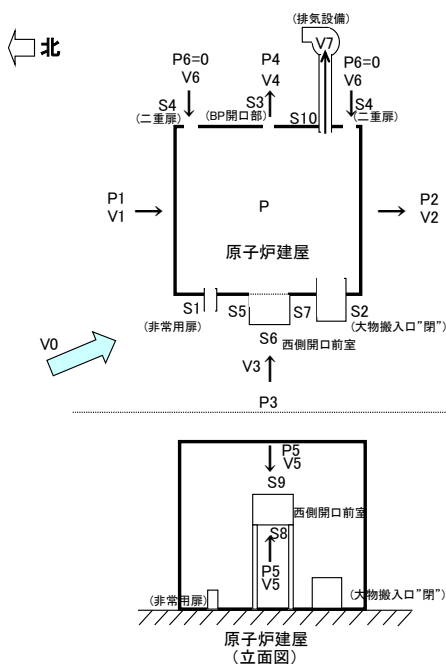 北
(排気設備)
V7
P6=0
V6
P4
V4
P6=0
V6
S4
(二重扉)
S3
(BP開口部)
S10
S4
(二重扉)
P1
V1
P
P2
V2
原子炉建屋
S1
(非常用扉)
S5
S7
S2
(大物搬入口"閉")
S6
西側開口前室
V0
V3
P3
P5
V5
S9
西側開口前室
S8
P5
V5
(非常用扉)
(大物搬入口"閉")
原子炉建屋
(立面図)